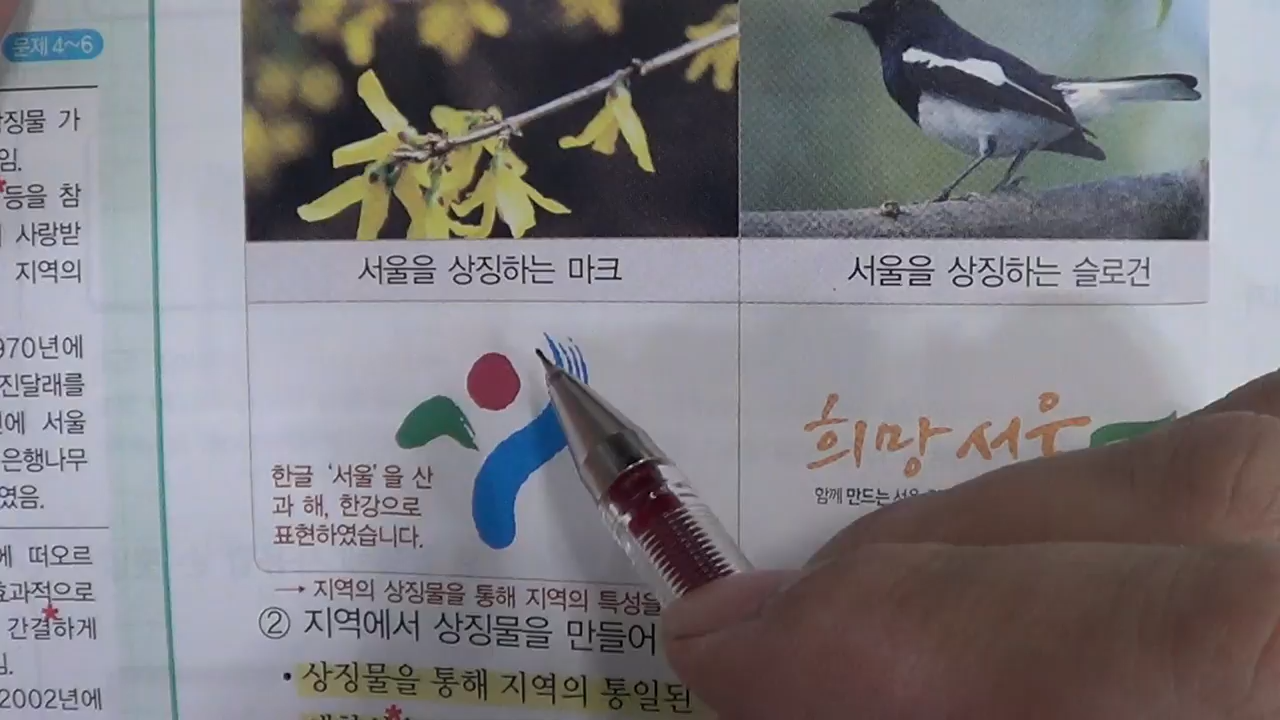 문제 4~6
상징물 가
임.
등을 참
사랑받
지역의
970년에
진달래를
서울
은행나무
였음.
에 떠오르
효과적으로
간결하게
2002년에
서울을 상징하는 마크
서울을 상징하는 슬로건
한글 '서울'을 산
과 해, 한강으로
표현하였습니다.
희망서우
함께 만드는 서울
→ 지역의 상징물을 통해 지역의 특성을
② 지역에서 상징물을 만들어
• 상징물을 통해 지역의 통일된